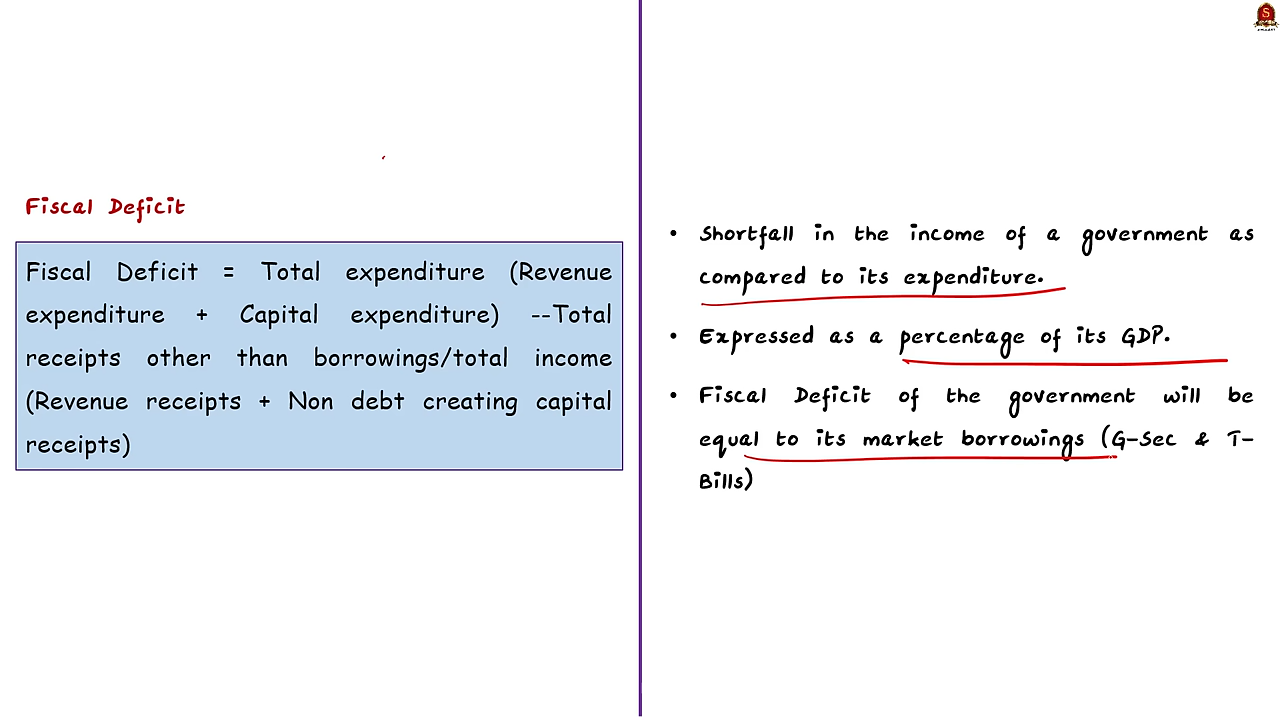 Fiscal Deficit
Fiscal Deficit = Total expenditure (Revenue
expenditure + Capital expenditure) --Total
receipts other than borrowings/total income
(Revenue receipts + Non debt creating capital
receipts)
• Shortfall in the income of a government as
compared to its expenditure.
• Expressed as a percentage of its GDP.
• Fiscal Deficit of the government will be
equal to its market borrowings (G-Sec & T-
Bills)
S